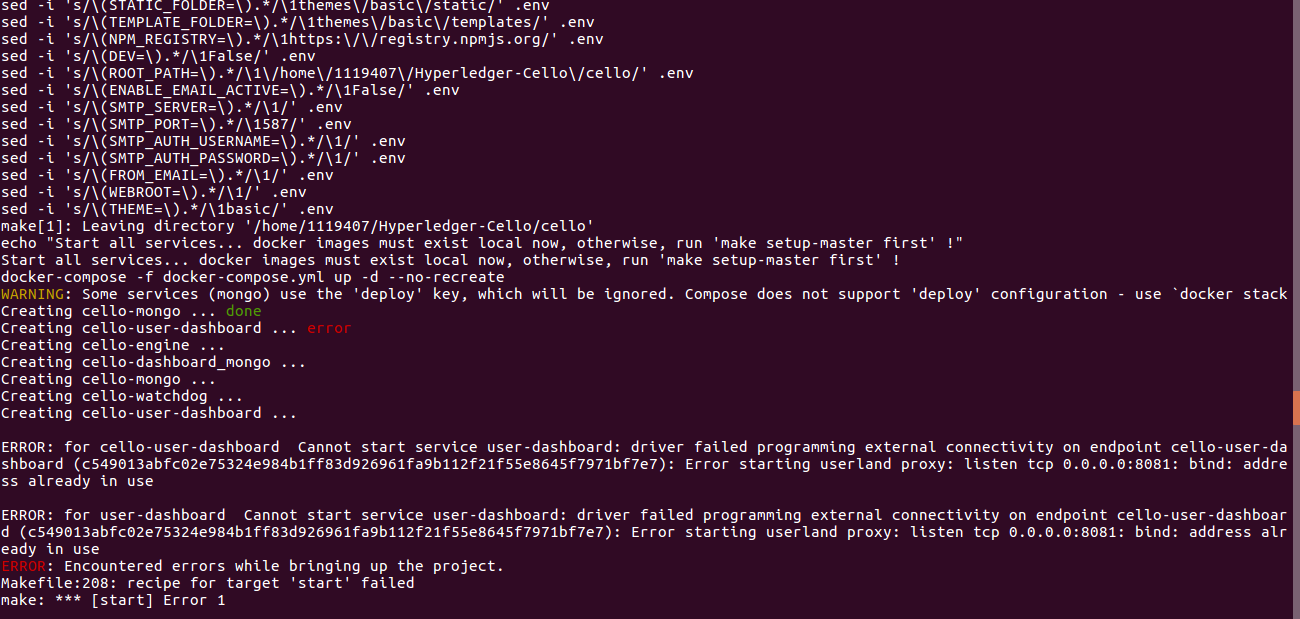 sed -i 's/\(STATIC_FOLDER=\).*/\1themes\/basic\/static/' .env
sed -i 's/\(TEMPLATE_FOLDER=\).*/\1themes\/basic\/templates/' .env
sed -i 's/\(NPM_REGISTRY=\).*/\1https:\/\/registry.npmjs.org/' .env
sed -i 's/\(DEV=\).*/\1False/' .env
sed -i 's/\(ROOT_PATH=\).*/\1\/home\/1119407\/Hyperledger-Cello\/cello/' .env
sed -i 's/\(ENABLE_EMAIL_ACTIVE=\).*/\1False/' .env
sed -i 's/\(SMTP_SERVER=\).*/\1/' .env
sed -i 's/\(SMTP_PORT=\).*/\1587/' .env
sed -i 's/\(SMTP_AUTH_USERNAME=\).*/\1/' .env
sed -i 's/\(SMTP_AUTH_PASSWORD=\).*/\1/' .env
sed -i 's/\(FROM_EMAIL=\).*/\1/' .env
sed -i 's/\(WEBROOT=\).*/\1/' .env
sed -i 's/\(THEME=\).*/\1basic/' .env
make[1]: Leaving directory '/home/1119407/Hyperledger-Cello/cello'
echo "Start all services... docker images must exist local now, otherwise, run 'make setup-master first' !"
Start all services... docker images must exist local now, otherwise, run 'make setup-master first' !
docker-compose -f docker-compose.yml up -d --no-recreate
WARNING: Some services (mongo) use the 'deploy' key, which will be ignored. Compose does not support 'deploy' configuration - use `docker stack
Creating cello-mongo ... done
Creating cello-user-dashboard ... error
Creating cello-engine ...
Creating cello-dashboard_mongo ...
Creating cello-mongo ...
Creating cello-watchdog ...
Creating cello-user-dashboard ...
ERROR: for cello-user-dashboard  Cannot start service user-dashboard: driver failed programming external connectivity on endpoint cello-user-da
shboard (c549013abfc02e75324e984b1ff83d926961fa9b112f21f55e8645f7971bf7e7): Error starting userland proxy: listen tcp 0.0.0.0:8081: bind: addre
ss already in use
ERROR: for user-dashboard  Cannot start service user-dashboard: driver failed programming external connectivity on endpoint cello-user-dashboar
d (c549013abfc02e75324e984b1ff83d926961fa9b112f21f55e8645f7971bf7e7): Error starting userland proxy: listen tcp 0.0.0.0:8081: bind: address alr
eady in use
ERROR: Encountered errors while bringing up the project.
Makefile:208: recipe for target 'start' failed
make: *** [start] Error 1